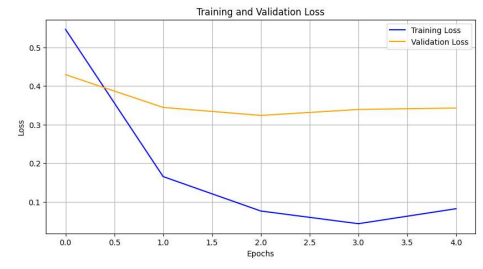 Training and Validation Loss
Training Loss
Validation Loss
0.5
0.4
0.3
0.2
0.1
Loss
0.0 0.5 1.0 1.5 2.0 2.5 3.0 3.5 4.0
Epochs